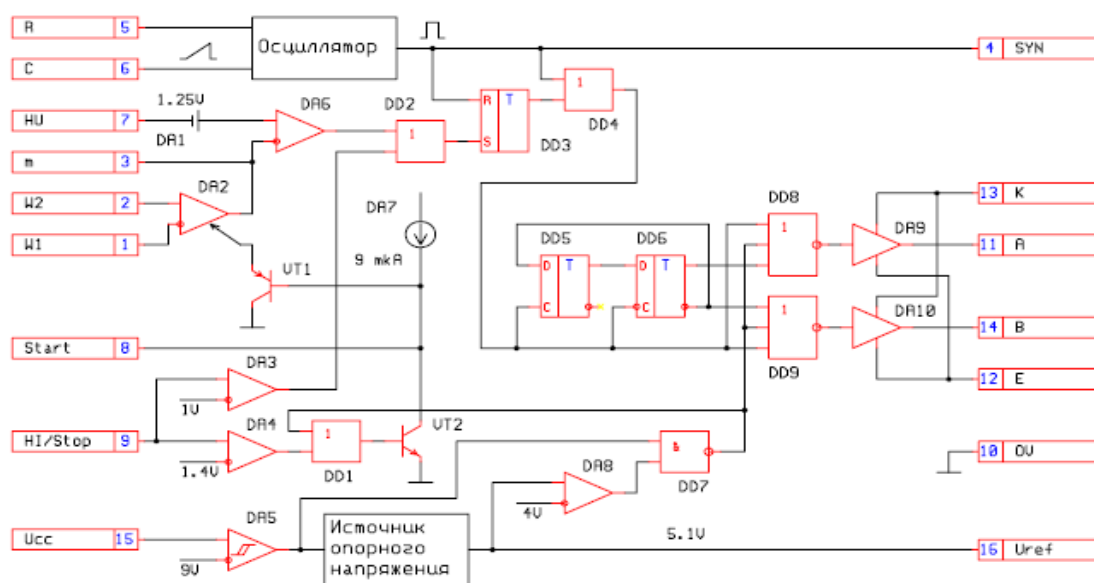 R 5
C 6
Осциллятор
4 SYN
1.25V
HU 7
DA1
DA6
DD2
1
R T
S
DD3
1
DD4
m 3
W2 2
DA2
W1 1
DA7
9 mkA
VT1
DD5
D T
C
DD6
D T
C
DD8
1
DD9
1
DA9
DA10
13 K
11 A
14 B
12 E
Start 8
DA3
1V
HI/Stop 9
DA4
1.4V
1
DD1
VT2
&
DD7
DA8
4V
10 OV
Ucc 15
DA5
9V
Источник
опорного
напряжения
5.1V
16 Uref